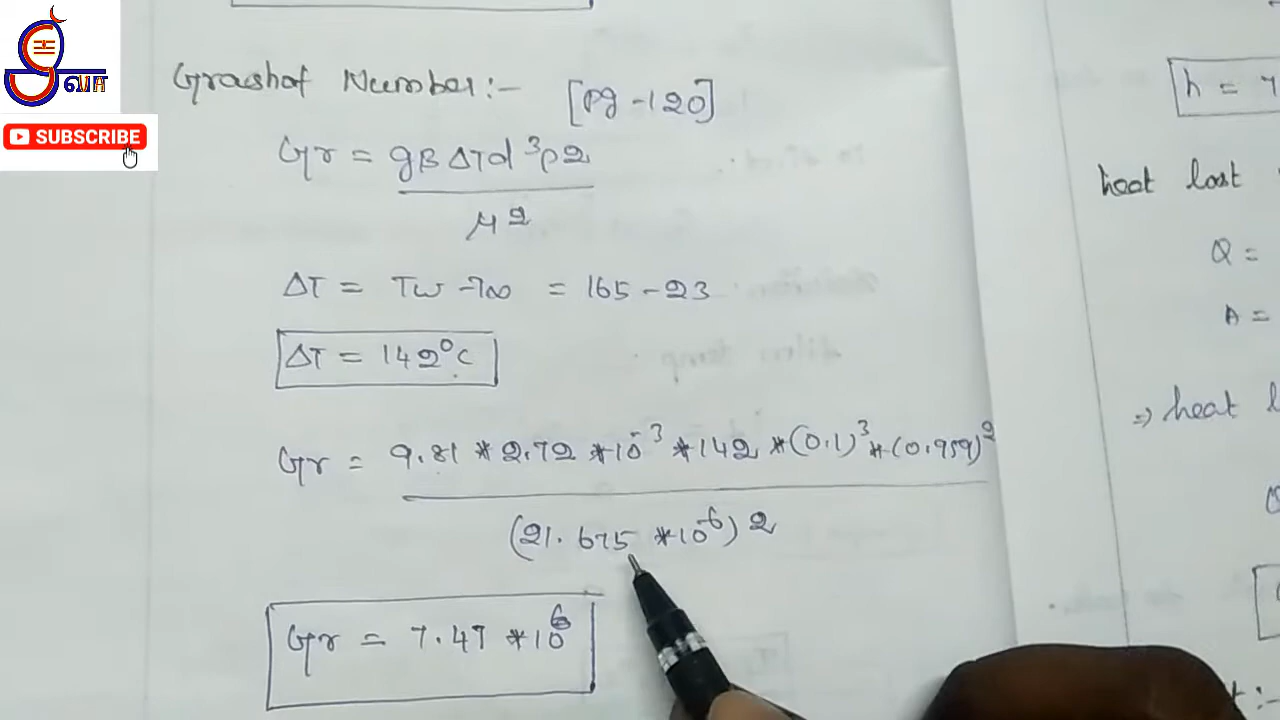 சிவா
SUBSCRIBE
Grashof Number:- [Pg-120]
Gr = gβΔTd³ρ2
μ²
ΔT = Tw-T∞ = 165-23
ΔT = 142°C
Gr = 9.81 * 2.72 * 10⁻³ * 142 * (0.1)³ * (0.959)²
(21.675 * 10⁻⁶)²
Gr = 7.47 * 10⁶
h = 7
heat lost
Q =
A =
=) heat l
Q
t:-